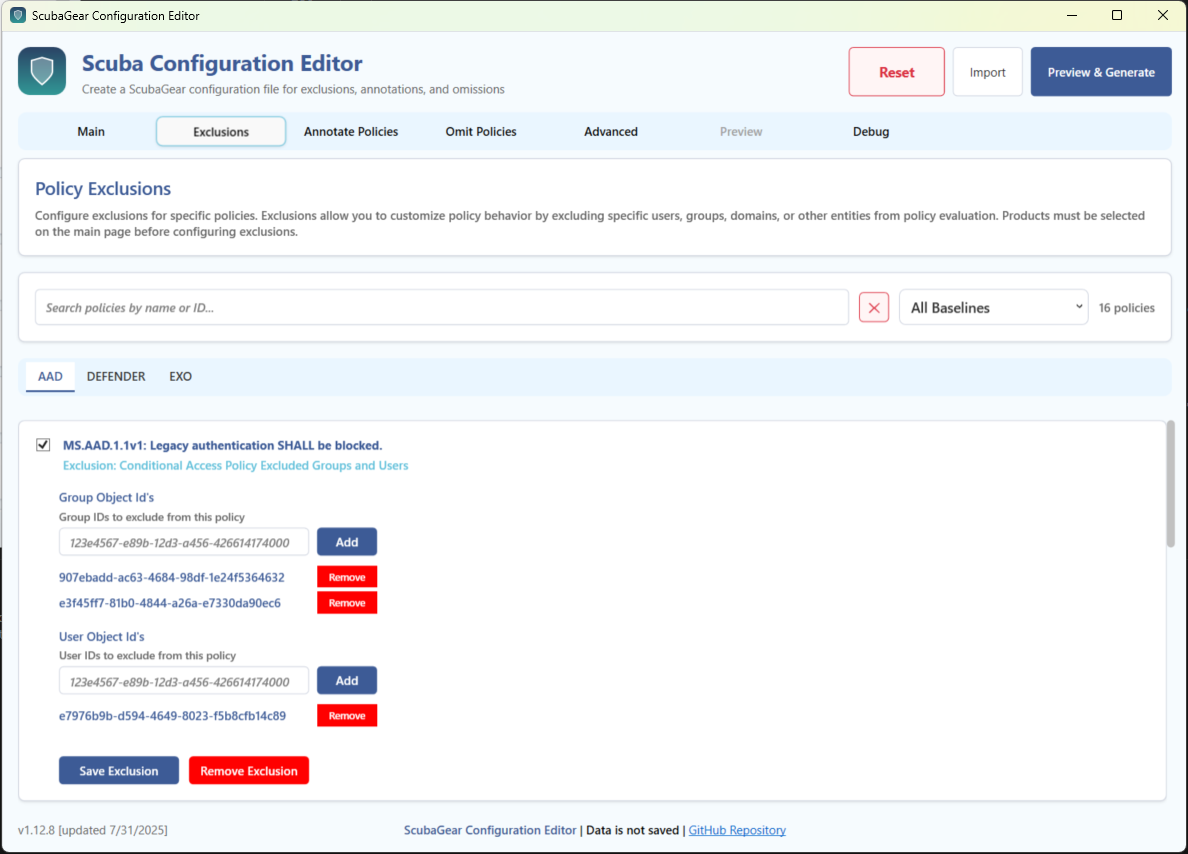 ScubaGear Configuration Editor
Scuba Configuration Editor
Create a ScubaGear configuration file for exclusions, annotations, and omissions
Reset
Import
Preview & Generate
Main
Exclusions
Annotate Policies
Omit Policies
Advanced
Preview
Debug
Policy Exclusions
Configure exclusions for specific policies. Exclusions allow you to customize policy behavior by excluding specific users, groups, domains, or other entities from policy evaluation. Products must be selected
on the main page before configuring exclusions.
Search policies by name or ID...
All Baselines
16 policies
AAD
DEFENDER
EXO
MS.AAD.1.1v1: Legacy authentication SHALL be blocked.
Exclusion: Conditional Access Policy Excluded Groups and Users
Group Object Id's
Group IDs to exclude from this policy
123e4567-e89b-12d3-a456-426614174000
Add
907ebadd-ac63-4684-98df-1e24f5364632
Remove
e3f45ff7-81b0-4844-a26a-e7330da90ec6
Remove
User Object Id's
User IDs to exclude from this policy
123e4567-e89b-12d3-a456-426614174000
Add
e7976b9b-d594-4649-8023-f5b8cfb14c89
Remove
Save Exclusion
Remove Exclusion
v1.12.8 [updated 7/31/2025]
ScubaGear Configuration Editor | Data is not saved | GitHub Repository